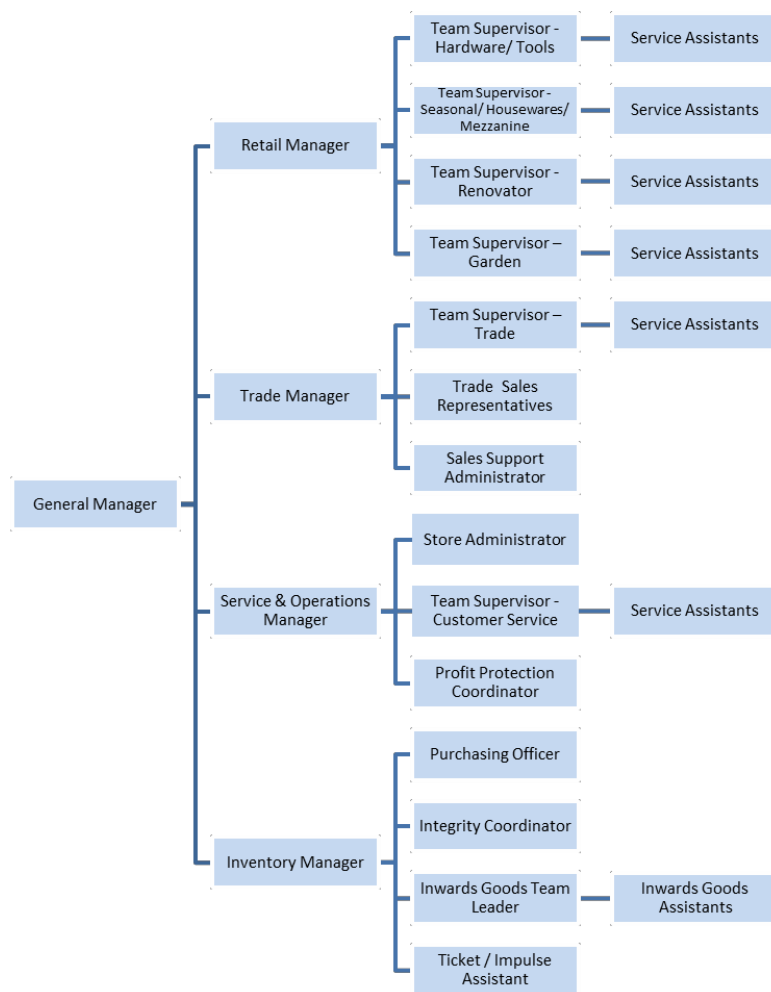 Team Supervisor -
Hardware/ Tools
Service Assistants
Team Supervisor -
Seasonal/ Housewares/
Mezzanine
Service Assistants
Retail Manager
Team Supervisor -
Renovator
Service Assistants
Team Supervisor –
Garden
Service Assistants
Team Supervisor –
Trade
Service Assistants
Trade Manager
Trade Sales
Representatives
Sales Support
Administrator
General Manager
Store Administrator
Service & Operations
Manager
Team Supervisor -
Customer Service
Service Assistants
Profit Protection
Coordinator
Purchasing Officer
Integrity Coordinator
Inventory Manager
Inwards Goods Team
Leader
Inwards Goods
Assistants
Ticket / Impulse
Assistant